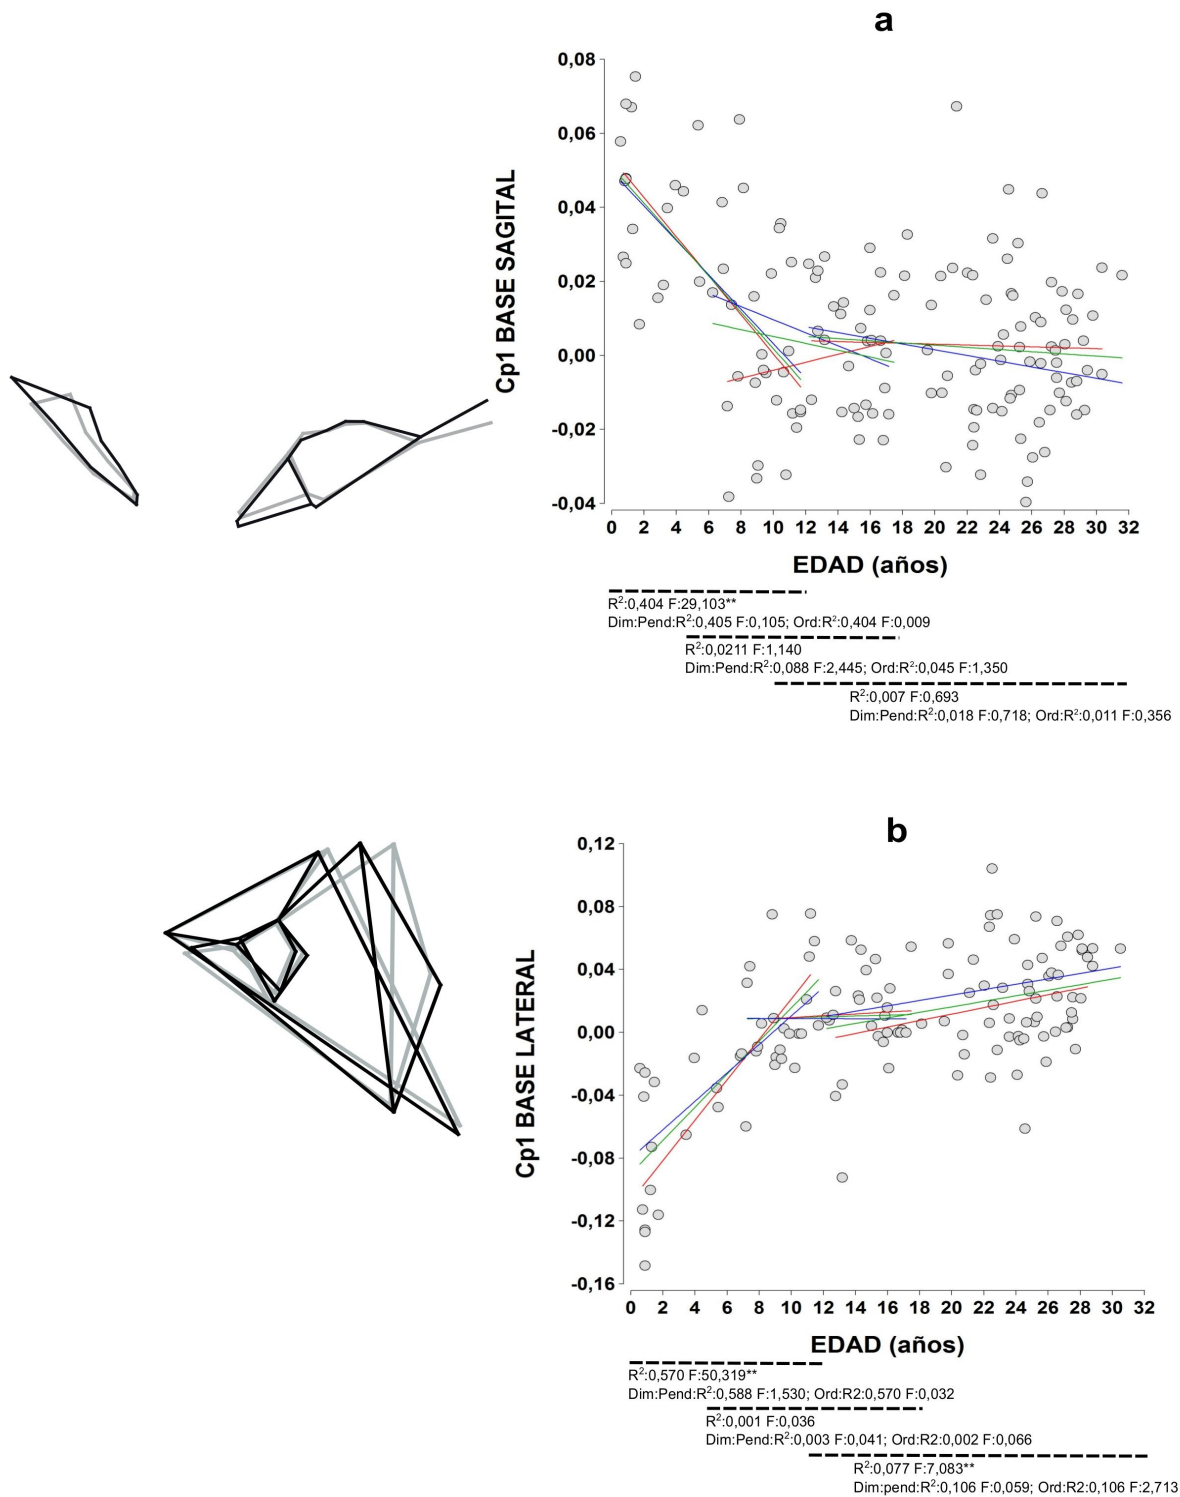 a
0,08
0,06
0,04
0,02
0,00
-0,02
-0,04
Cp1 BASE SAGITAL
0 2 4 6 8 10 12 14 16 18 20 22 24 26 28 30 32
EDAD (años)
R²:0,404 F:29,103**
Dim:Pend:R²:0,405 F:0,105; Ord:R²:0,404 F:0,009
R²:0,0211 F:1,140
Dim:Pend:R²:0,088 F:2,445; Ord:R²:0,045 F:1,350
R²:0,007 F:0,693
Dim:Pend:R²:0,018 F:0,718; Ord:R²:0,011 F:0,356
b
0,12
0,08
0,04
0,00
-0,04
-0,08
-0,12
-0,16
Cp1 BASE LATERAL
0 2 4 6 8 10 12 14 16 18 20 22 24 26 28 30 32
EDAD (años)
R²:0,570 F:50,319**
Dim:Pend:R²:0,588 F:1,530; Ord:R2:0,570 F:0,032
R²:0,001 F:0,036
Dim:Pend:R²:0,003 F:0,041; Ord:R2:0,002 F:0,066
R²:0,077 F:7,083**
Dim:pend:R²:0,106 F:0,059; Ord:R2:0,106 F:2,713